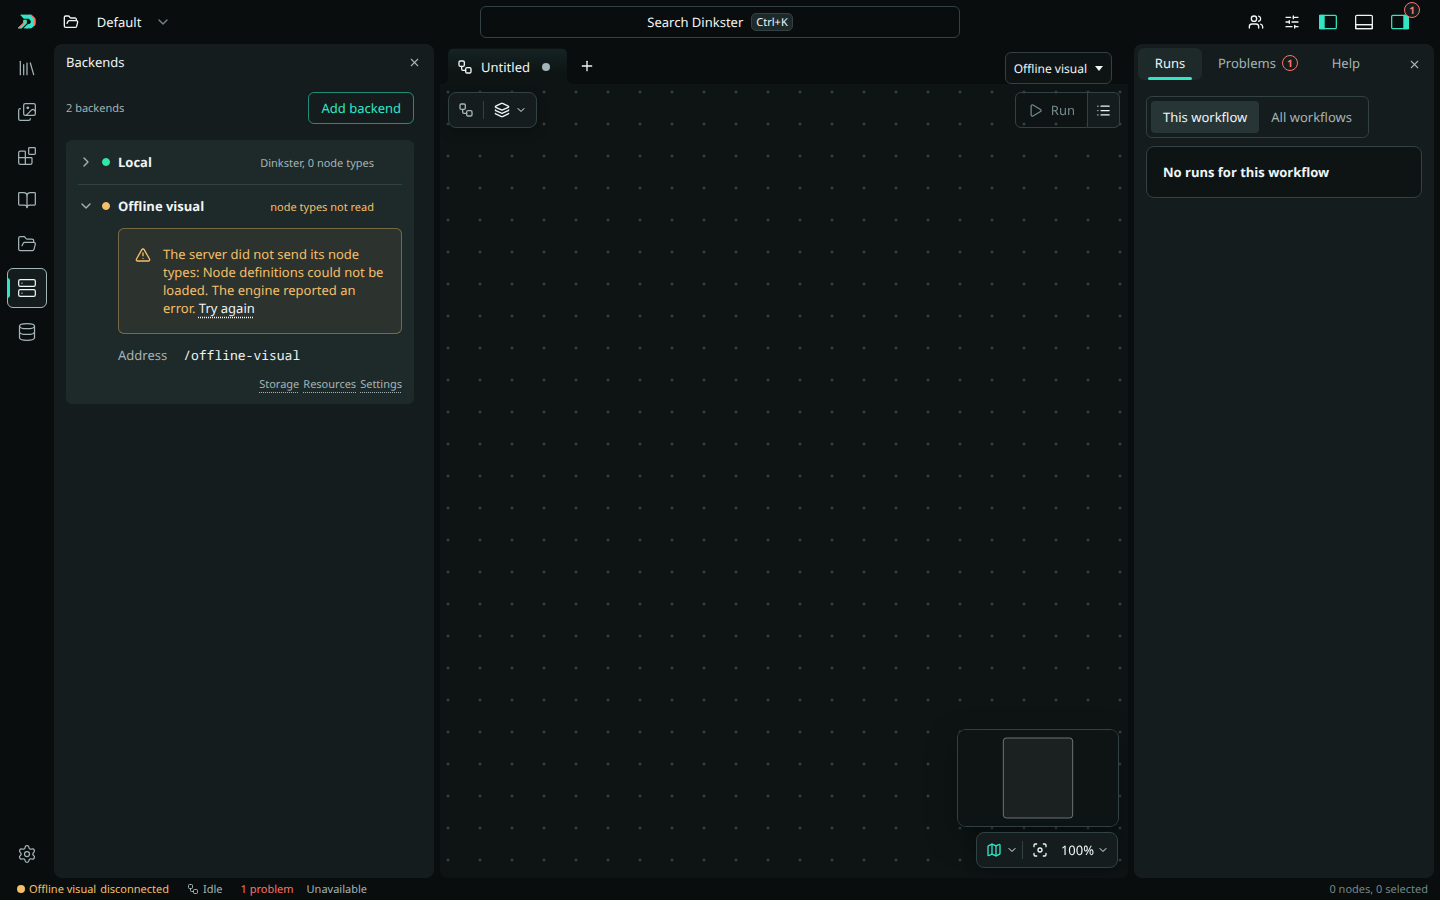 Default
Search Dinkster Ctrl+K
1
Backends
2 backends
Add backend
Local
Dinkster, 0 node types
Offline visual
node types not read
The server did not send its node
types: Node definitions could not be
loaded. The engine reported an
error. Try again
Address /offline-visual
Storage Resources Settings
Untitled
Offline visual
Run
100%
Runs
Problems 1
Help
This workflow
All workflows
No runs for this workflow
Offline visual disconnected
Idle
1 problem
Unavailable
0 nodes, 0 selected